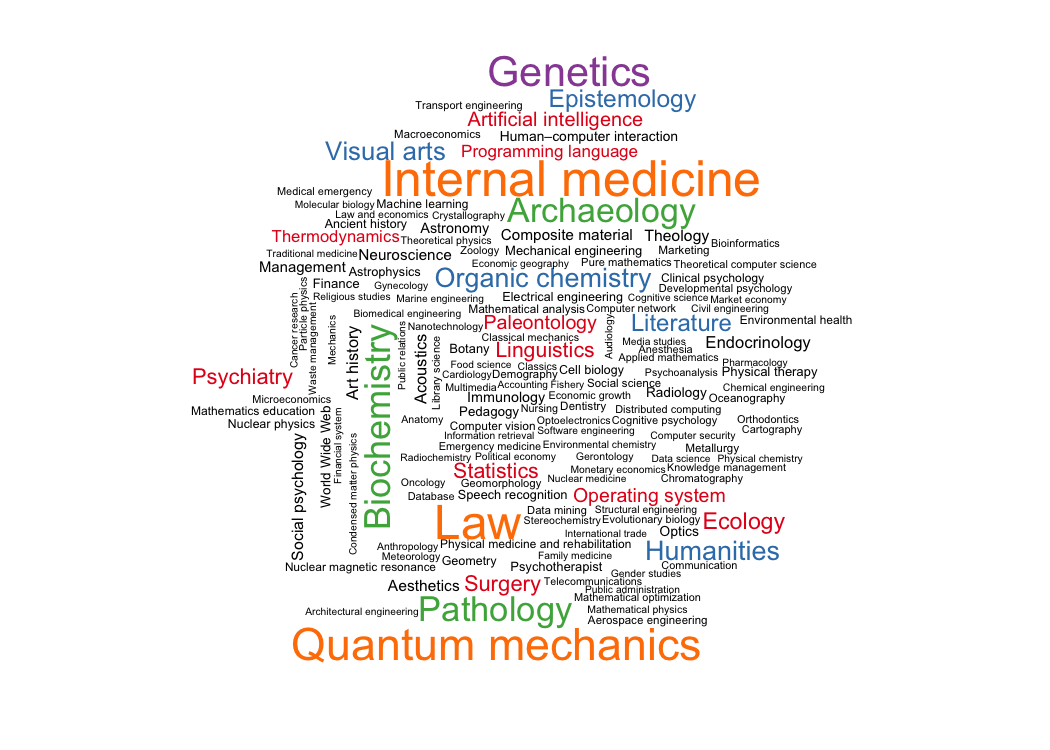 Genetics
Epistemology
Transport engineering
Artificial intelligence
Macroeconomics
Human–computer interaction
Visual arts
Programming language
Internal medicine
Medical emergency
Molecular biology
Machine learning
Archaeology
Law and economics
Crystallography
Ancient history
Astronomy
Thermodynamics
Theoretical physics
Composite material
Theology
Bioinformatics
Traditional medicine
Neuroscience
Zoology
Mechanical engineering
Marketing
Management
Astrophysics
Economic geography
Pure mathematics
Theoretical computer science
Finance
Gynecology
Organic chemistry
Clinical psychology
Developmental psychology
Religious studies
Marine engineering
Electrical engineering
Cognitive science
Market economy
Cancer research
Particle physics
Waste management
Mechanics
Biomedical engineering
Mathematical analysis
Computer network
Civil engineering
Art history
Biochemistry
Public relations
Nanotechnology
Paleontology
Audiology
Literature
Environmental health
Acoustics
Library science
Classical mechanics
Media studies
Endocrinology
Botany
Linguistics
Anesthesia
Applied mathematics
Psychiatry
Food science
Classics
Pharmacology
Cardiology
Demography
Cell biology
Psychoanalysis
Physical therapy
Multimedia
Accounting
Fishery
Social science
Chemical engineering
Microeconomics
Immunology
Economic growth
Radiology
Oceanography
Mathematics education
Pedagogy
Nursing
Dentistry
Distributed computing
Nuclear physics
World Wide Web
Financial system
Anatomy
Computer vision
Optoelectronics
Cognitive psychology
Orthodontics
Information retrieval
Software engineering
Computer security
Cartography
Social psychology
Condensed matter physics
Emergency medicine
Environmental chemistry
Metallurgy
Radiochemistry
Political economy
Gerontology
Data science
Physical chemistry
Statistics
Monetary economics
Knowledge management
Oncology
Geomorphology
Nuclear medicine
Chromatography
Database
Speech recognition
Operating system
Law
Data mining
Structural engineering
Stereochemistry
Evolutionary biology
Ecology
International trade
Optics
Anthropology
Physical medicine and rehabilitation
Humanities
Meteorology
Geometry
Family medicine
Nuclear magnetic resonance
Psychotherapist
Communication
Gender studies
Aesthetics
Surgery
Telecommunications
Public administration
Mathematical optimization
Architectural engineering
Pathology
Mathematical physics
Aerospace engineering
Quantum mechanics